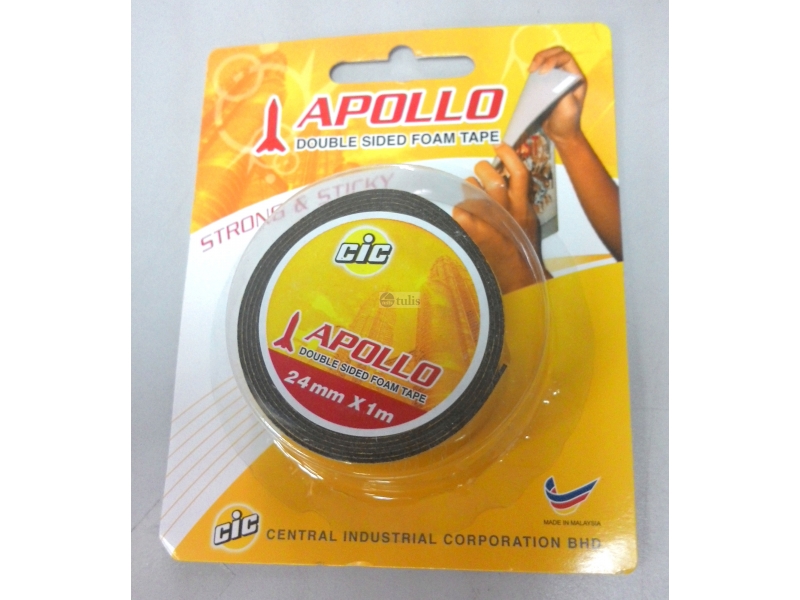 APOLLO
DOUBLE SIDED FOAM TAPE
STRONG & STICKY
cic
tulis
APOLLO
DOUBLE SIDED FOAM TAPE
24mm X 1m
MADE IN MALAYSIA
cic CENTRAL INDUSTRIAL CORPORATION BHD